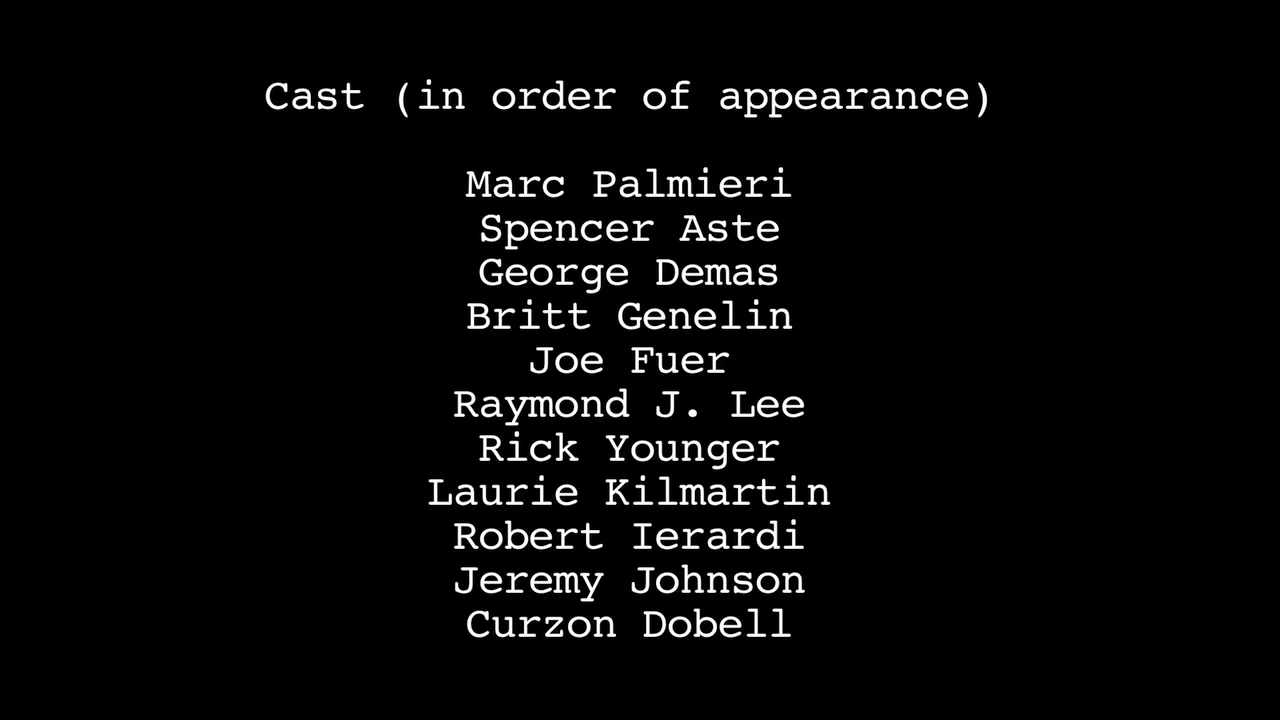 Cast (in order of appearance)
Marc Palmieri
Spencer Aste
George Demas
Britt Genelin
Joe Fuer
Raymond J. Lee
Rick Younger
Laurie Kilmartin
Robert Ierardi
Jeremy Johnson
Curzon Dobell